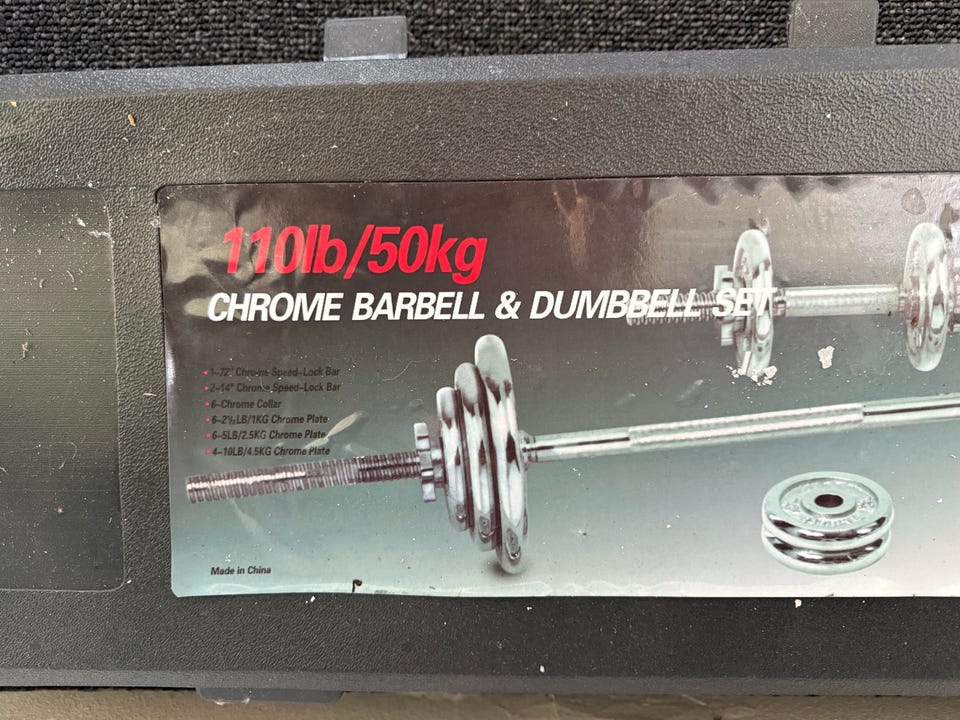 110lb/50kg
CHROME BARBELL & DUMBBELL SET
• 1-72" Chrome Speed-Lock Bar
• 2-14" Chrome Speed-Lock Bar
• 6-Chrome Collar
• 6-2½LB/1KG Chrome Plate
• 6-5LB/2.5KG Chrome Plate
• 4-10LB/4.5KG Chrome Plate
Made in China